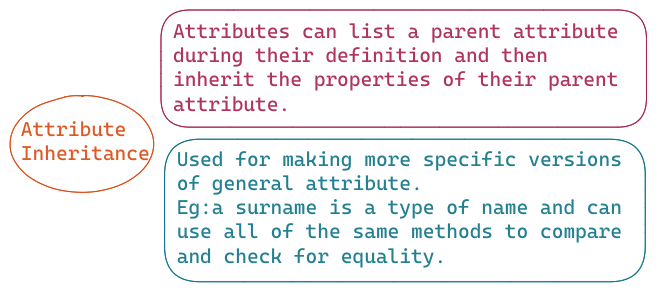 Attribute
Inheritance
Attributes can list a parent attribute
during their definition and then
inherit the properties of their parent
attribute.
Used for making more specific versions
of general attribute.
Eg:a surname is a type of name and can
use all of the same methods to compare
and check for equality.